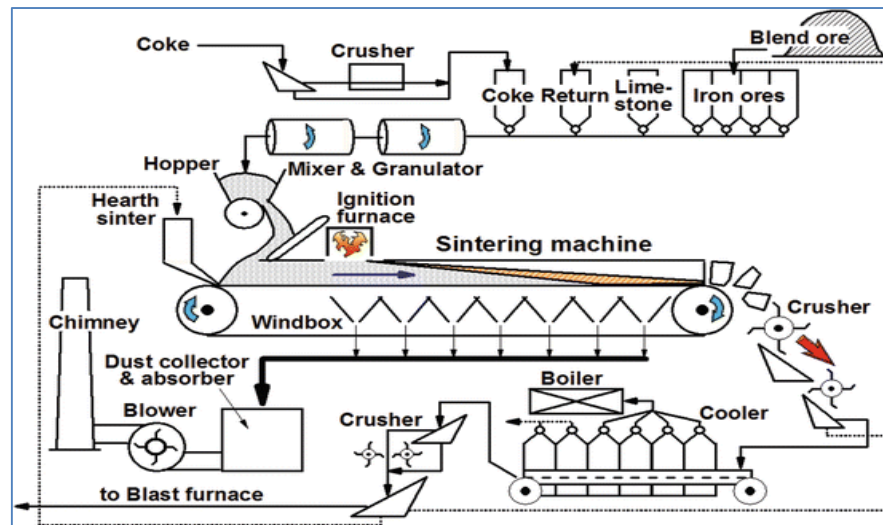 Blend ore
Coke
Crusher
Coke
Return
Lime-
stone
Iron ores
Hopper
Mixer & Granulator
Hearth
sinter
Ignition
furnace
Sintering machine
Chimney
Windbox
Crusher
Dust collector
& absorber
Blower
Boiler
Cooler
Crusher
to Blast furnace